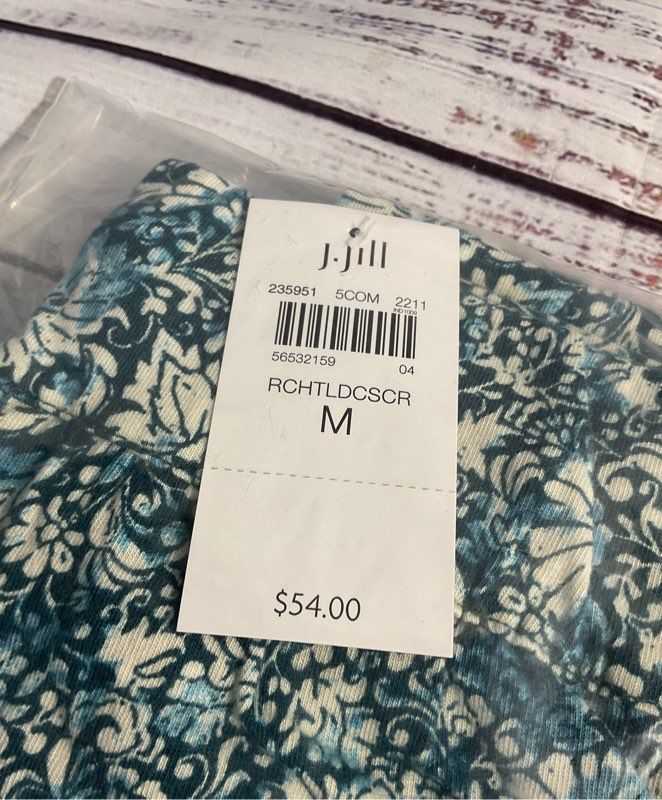 J.Jill
235951 5COM 2211
IND1009
56532159 04
RCHTLDCSCR
M
$54.00